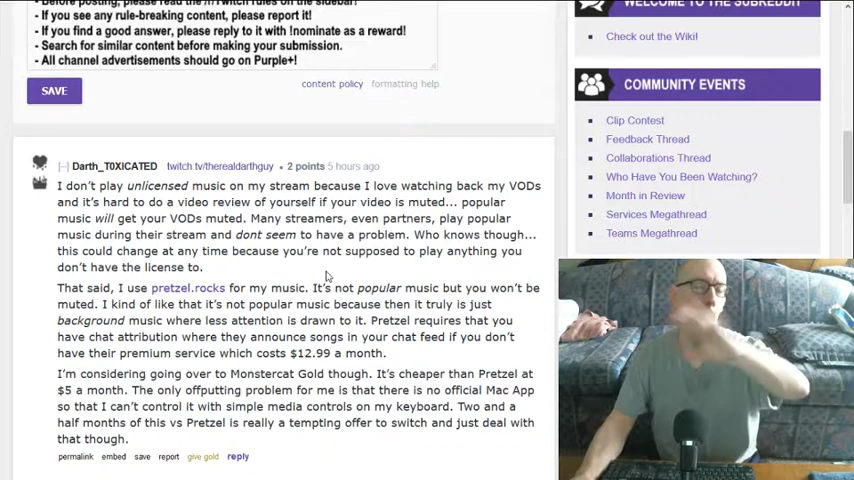 - Before posting, please read the /r/Twitch rules on the sidebar!
- If you see any rule-breaking content, please report it!
- If you find a good answer, please reply to it with !nominate as a reward!
- Search for similar content before making your submission.
- All channel advertisements should go on Purple+!
content policy formatting help
SAVE
[–] Darth_T0XICATED twitch.tv/therealdarthguy • 2 points 5 hours ago
I don't play unlicensed music on my stream because I love watching back my VODs
and it's hard to do a video review of yourself if your video is muted... popular
music will get your VODs muted. Many streamers, even partners, play popular
music during their stream and dont seem to have a problem. Who knows though...
this could change at any time because you're not supposed to play anything you
don't have the license to.
That said, I use pretzel.rocks for my music. It's not popular music but you won't be
muted. I kind of like that it's not popular music because then it truly is just
background music where less attention is drawn to it. Pretzel requires that you
have chat attribution where they announce songs in your chat feed if you don't
have their premium service which costs $12.99 a month.
I'm considering going over to Monstercat Gold though. It's cheaper than Pretzel at
$5 a month. The only offputting problem for me is that there is no official Mac App
so that I can't control it with simple media controls on my keyboard. Two and a
half months of this vs Pretzel is really a tempting offer to switch and just deal with
that though.
permalink embed save report give gold reply
WELCOME TO THE SUBREDDIT
Check out the Wiki!
COMMUNITY EVENTS
Clip Contest
Feedback Thread
Collaborations Thread
Who Have You Been Watching?
Month in Review
Services Megathread
Teams Megathread